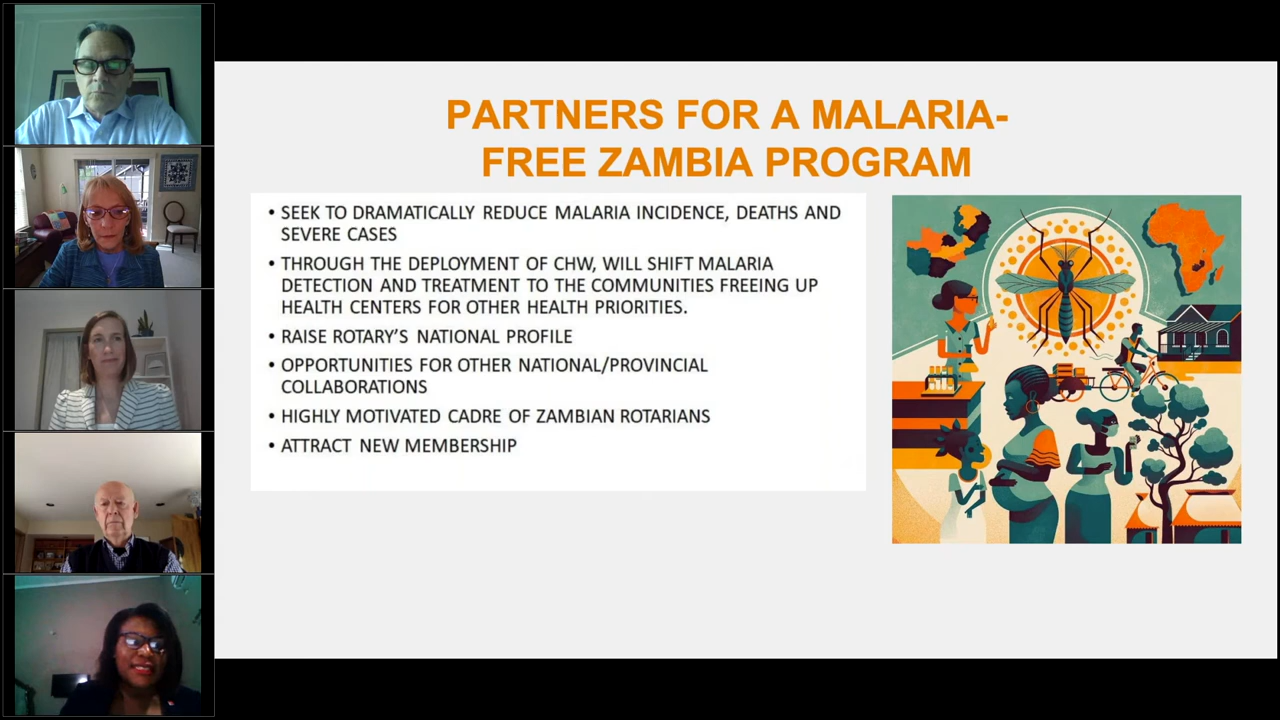 PARTNERS FOR A MALARIA-
FREE ZAMBIA PROGRAM
• SEEK TO DRAMATICALLY REDUCE MALARIA INCIDENCE, DEATHS AND
SEVERE CASES
• THROUGH THE DEPLOYMENT OF CHW, WILL SHIFT MALARIA
DETECTION AND TREATMENT TO THE COMMUNITIES FREEING UP
HEALTH CENTERS FOR OTHER HEALTH PRIORITIES.
• RAISE ROTARY'S NATIONAL PROFILE
• OPPORTUNITIES FOR OTHER NATIONAL/PROVINCIAL
COLLABORATIONS
• HIGHLY MOTIVATED CADRE OF ZAMBIAN ROTARIANS
• ATTRACT NEW MEMBERSHIP